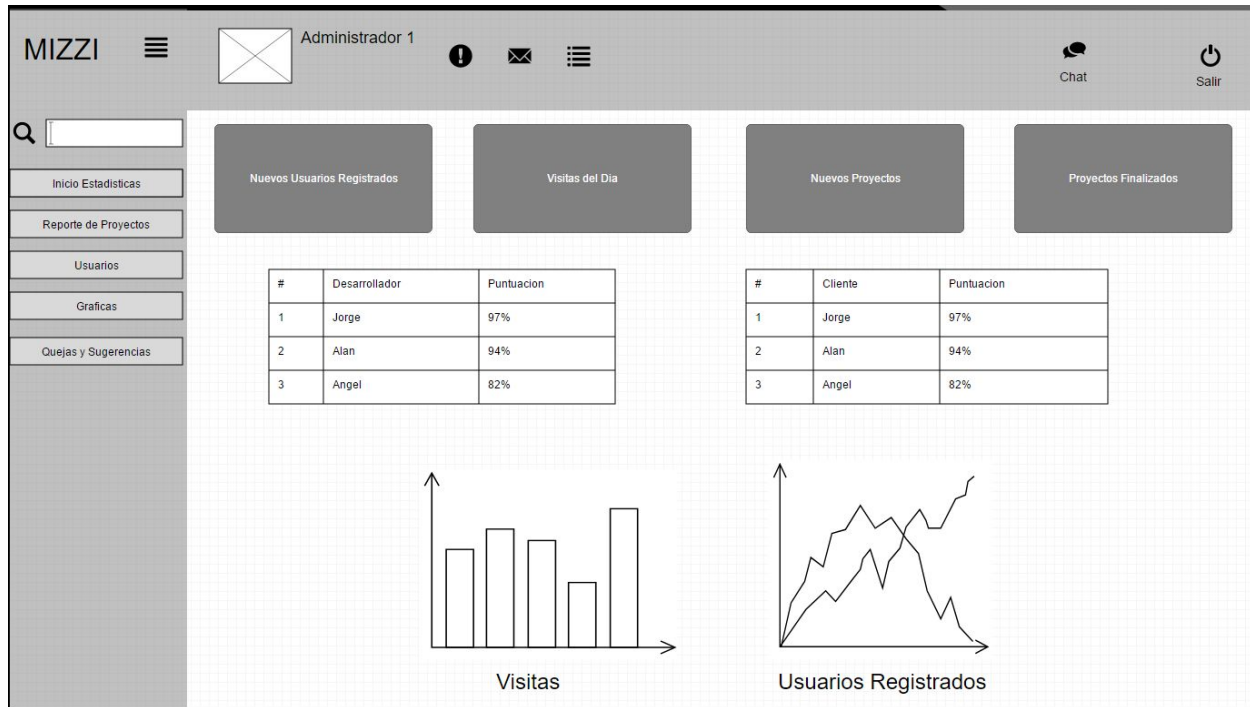 MIZZI
Administrador 1
Chat
Salir
Inicio Estadisticas
Reporte de Proyectos
Usuarios
Graficas
Quejas y Sugerencias
Nuevos Usuarios Registrados
Visitas del Dia
Nuevos Proyectos
Proyectos Finalizados
# Desarrollador Puntuacion
1 Jorge 97%
2 Alan 94%
3 Angel 82%
# Cliente Puntuacion
1 Jorge 97%
2 Alan 94%
3 Angel 82%
Visitas
Usuarios Registrados